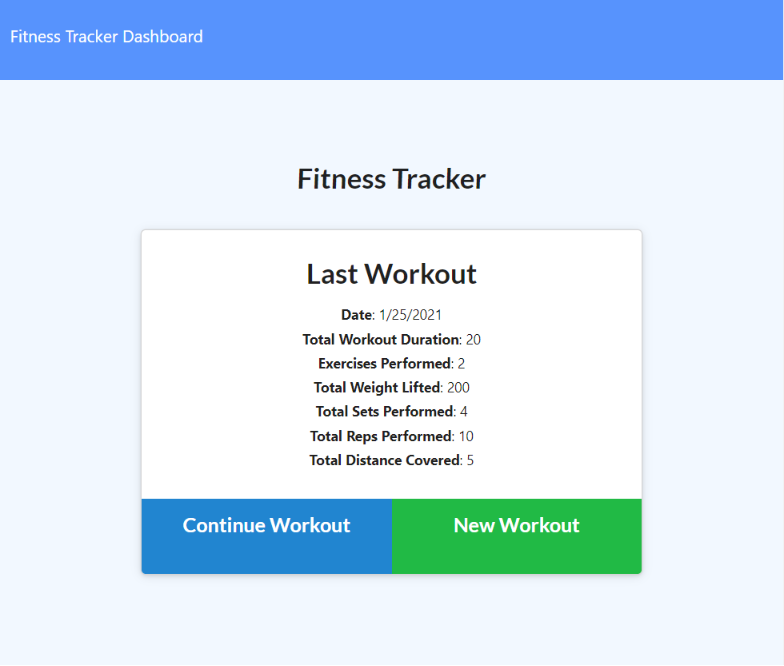 Fitness Tracker Dashboard
Fitness Tracker
Last Workout
Date: 1/25/2021
Total Workout Duration: 20
Exercises Performed: 2
Total Weight Lifted: 200
Total Sets Performed: 4
Total Reps Performed: 10
Total Distance Covered: 5
Continue Workout New Workout